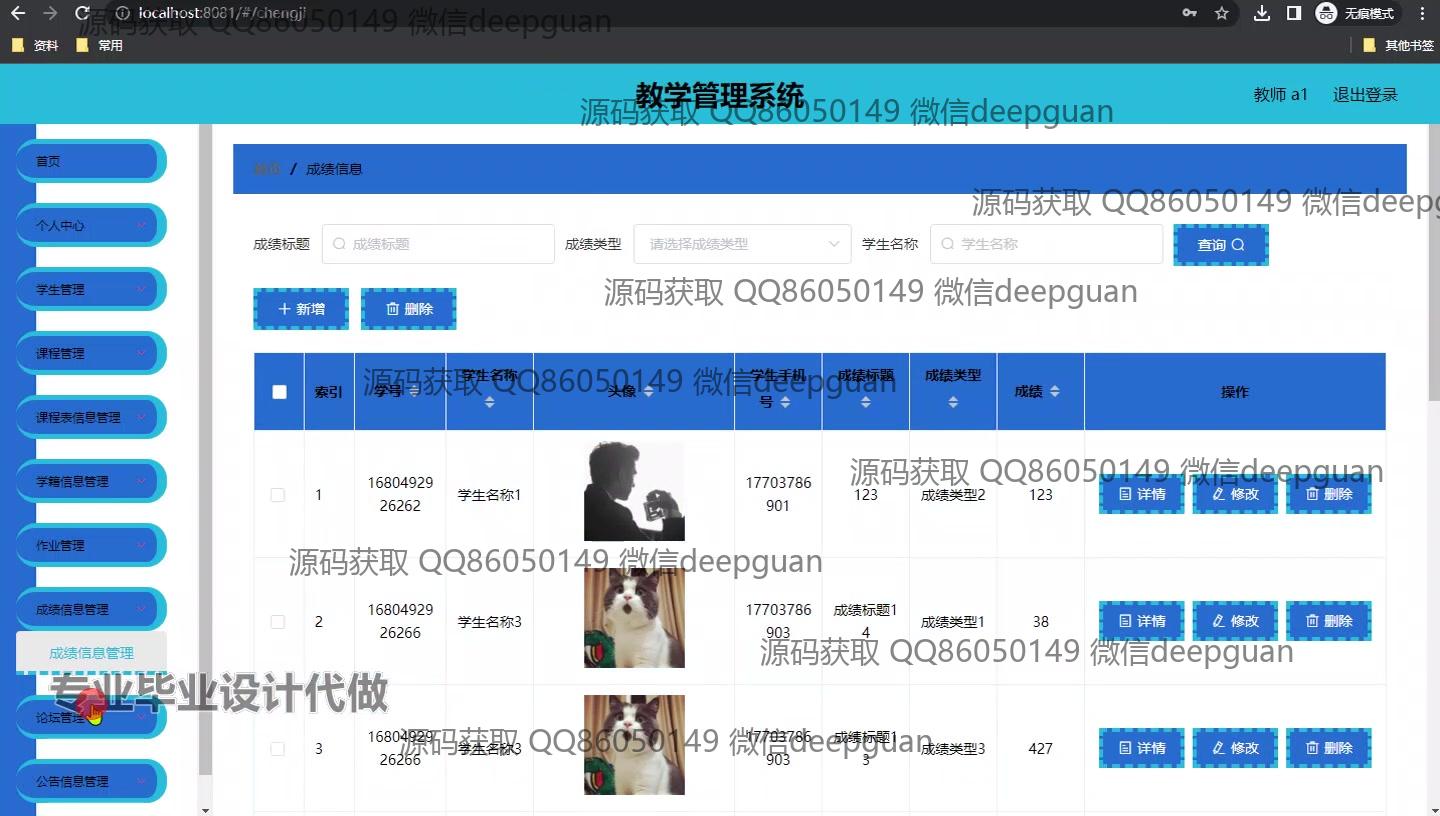 localhost:8081/#/chengji
无痕模式
资料
常用
其他书签
源码获取 QQ86050149 微信deepguan
教学管理系统
教师 a1
退出登录
源码获取 QQ86050149 微信deepguan
首页
个人中心
学生管理
课程管理
课程表信息管理
学籍信息管理
作业管理
成绩信息管理
成绩信息管理
论坛管理
公告信息管理
首页 / 成绩信息
源码获取 QQ86050149 微信deepg
成绩标题
成绩标题
成绩类型
请选择成绩类型
学生名称
学生名称
查询
源码获取 QQ86050149 微信deepguan
新增
删除
索引
学号
学生名称
头像
学生手机
号
成绩标题
成绩类型
成绩
操作
源码获取 QQ86050149 微信deepguan
1
16804929
26262
学生名称1
17703786
901
123
成绩类型2
123
详情
修改
删除
源码获取 QQ86050149 微信deepguan
源码获取 QQ86050149 微信deepguan
2
16804929
26266
学生名称3
17703786
903
成绩标题1
4
成绩类型1
38
详情
修改
删除
源码获取 QQ86050149 微信deepguan
专业毕业设计代做
3
16804929
26266
学生名称3
17703786
903
成绩标题1
3
成绩类型3
427
详情
修改
删除
源码获取 QQ86050149 微信deepguan